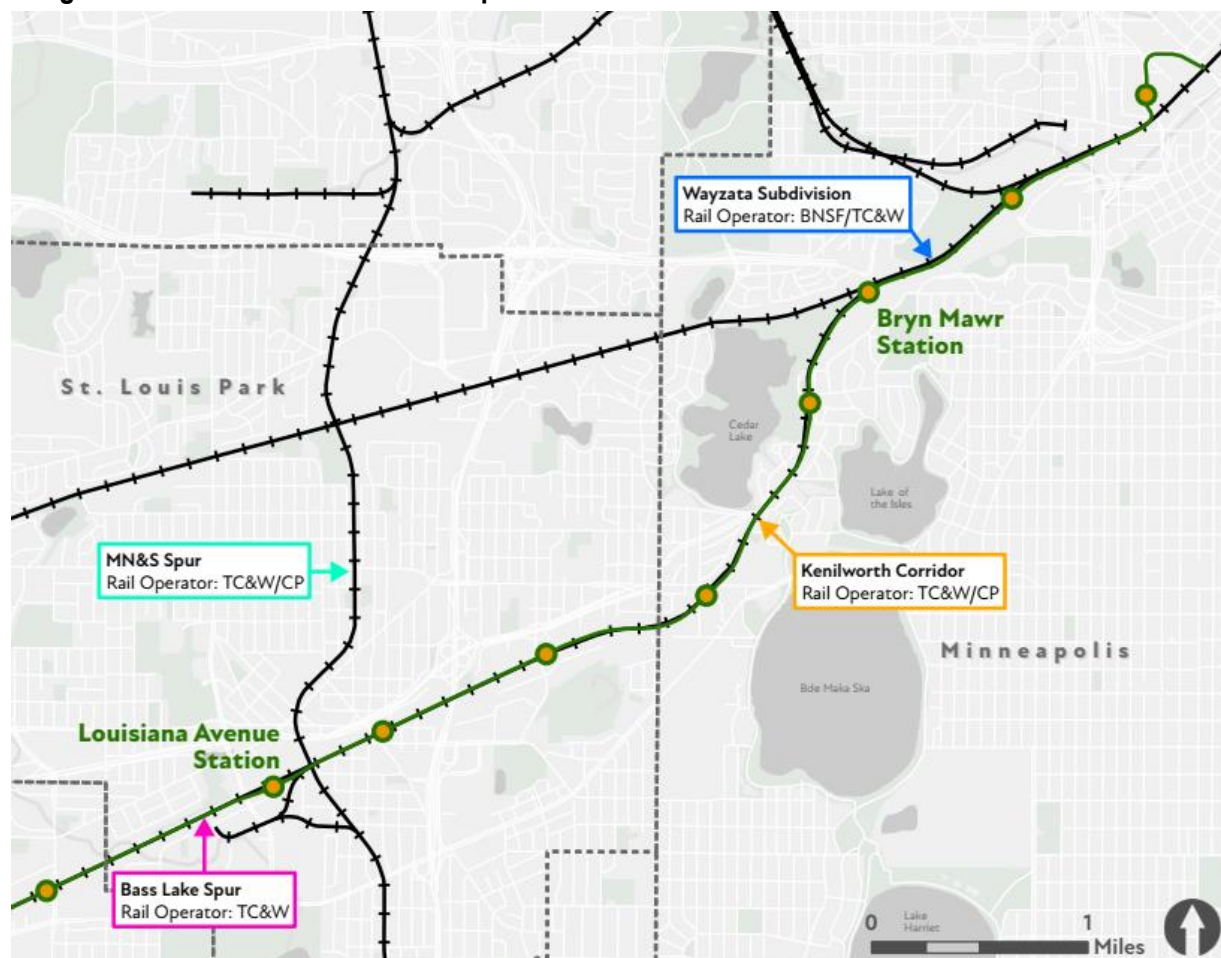 Wayzata Subdivision
Rail Operator: BNSF/TC&W
Bryn Mawr
Station
St. Louis Park
Cedar
Lake
Lake of
the Isles
MN&S Spur
Rail Operator: TC&W/CP
Kenilworth Corridor
Rail Operator: TC&W/CP
Minneapolis
Bde Maka Ska
Louisiana Avenue
Station
Bass Lake Spur
Rail Operator: TC&W
Lake
Harriet
0 1
Miles